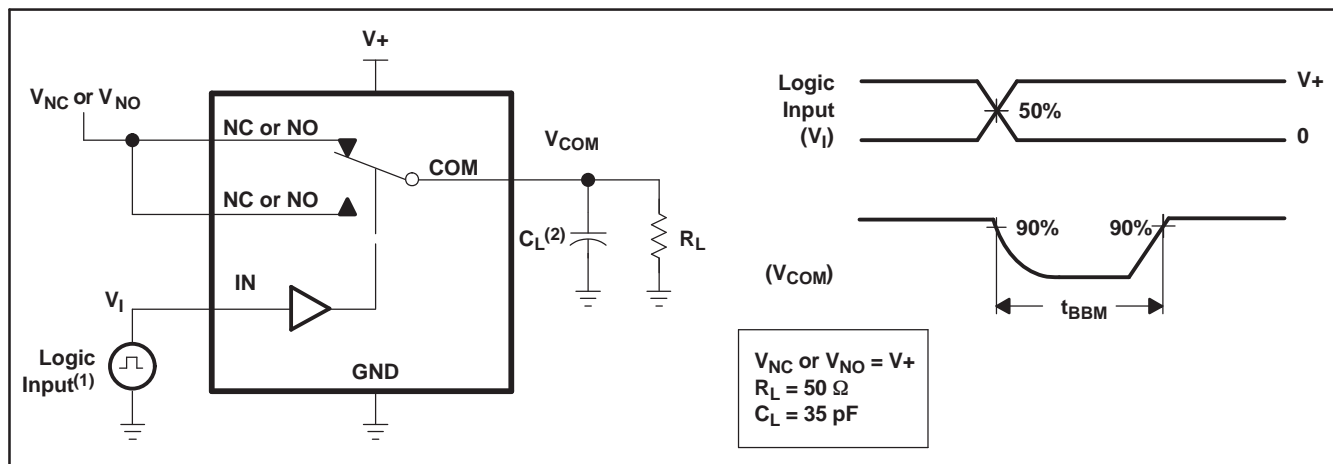 V+
VNC or VNO
NC or NO
VCOM
COM
NC or NO
CL(2)
RL
IN
VI
Logic
Input(1)
GND
Logic
Input
(VI)
V+
50%
0
90%
90%
(VCOM)
tBBM
VNC or VNO = V+
RL = 50 Ω
CL = 35 pF